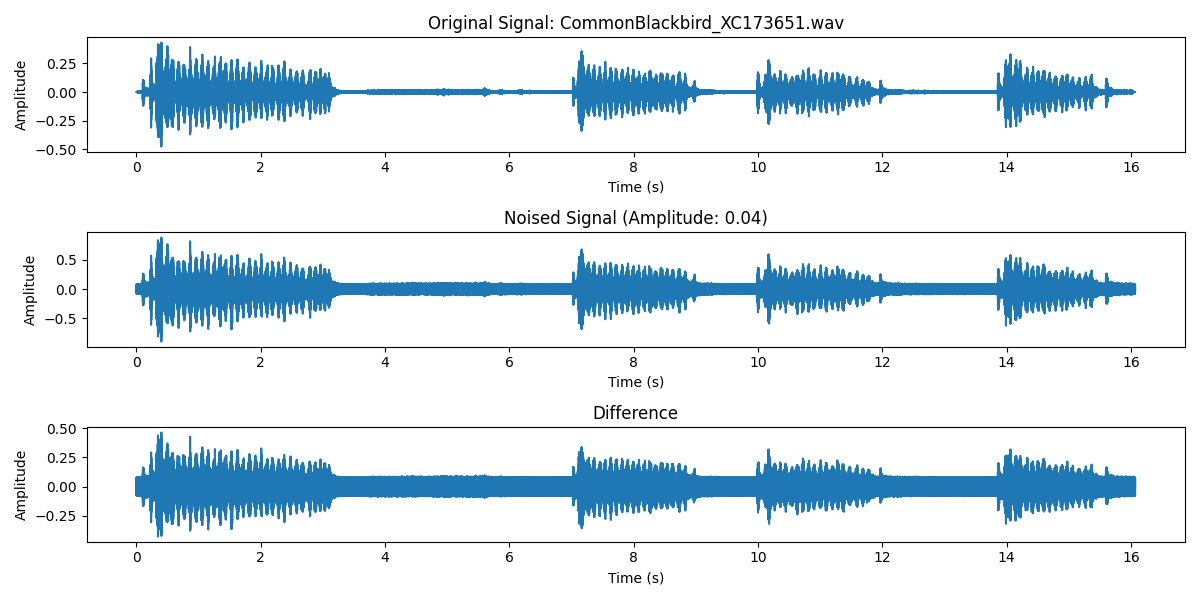 Original Signal: CommonBlackbird_XC173651.wav
Amplitude
0.25
0.00
−0.25
−0.50
0 2 4 6 8 10 12 14 16
Time (s)
Noised Signal (Amplitude: 0.04)
Amplitude
0.5
0.0
−0.5
0 2 4 6 8 10 12 14 16
Time (s)
Difference
Amplitude
0.50
0.25
0.00
−0.25
0 2 4 6 8 10 12 14 16
Time (s)